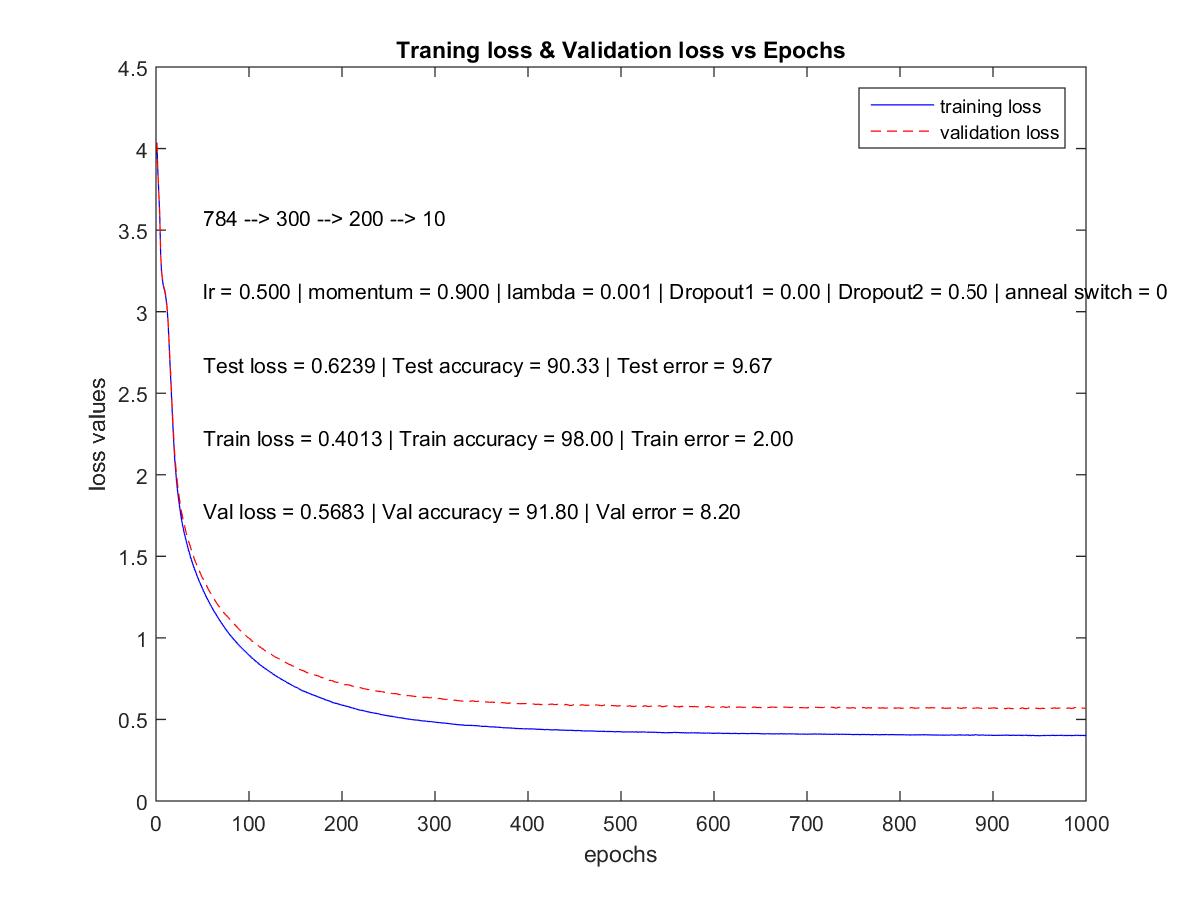 Traning loss & Validation loss vs Epochs
4.5
4
3.5
3
2.5
2
1.5
1
0.5
0
loss values
training loss
validation loss
784 --> 300 --> 200 --> 10
lr = 0.500 | momentum = 0.900 | lambda = 0.001 | Dropout1 = 0.00 | Dropout2 = 0.50 | anneal switch = 0
Test loss = 0.6239 | Test accuracy = 90.33 | Test error = 9.67
Train loss = 0.4013 | Train accuracy = 98.00 | Train error = 2.00
Val loss = 0.5683 | Val accuracy = 91.80 | Val error = 8.20
0 100 200 300 400 500 600 700 800 900 1000
epochs